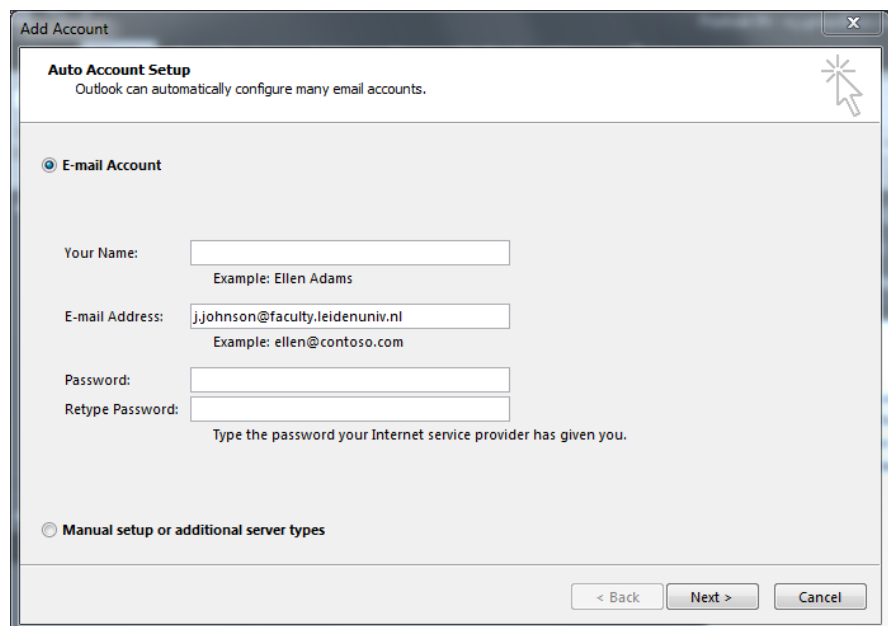 Add Account
Auto Account Setup
Outlook can automatically configure many email accounts.
E-mail Account
Your Name:
Example: Ellen Adams
E-mail Address: j.johnson@faculty.leidenuniv.nl
Example: ellen@contoso.com
Password:
Retype Password:
Type the password your Internet service provider has given you.
Manual setup or additional server types
< Back Next > Cancel